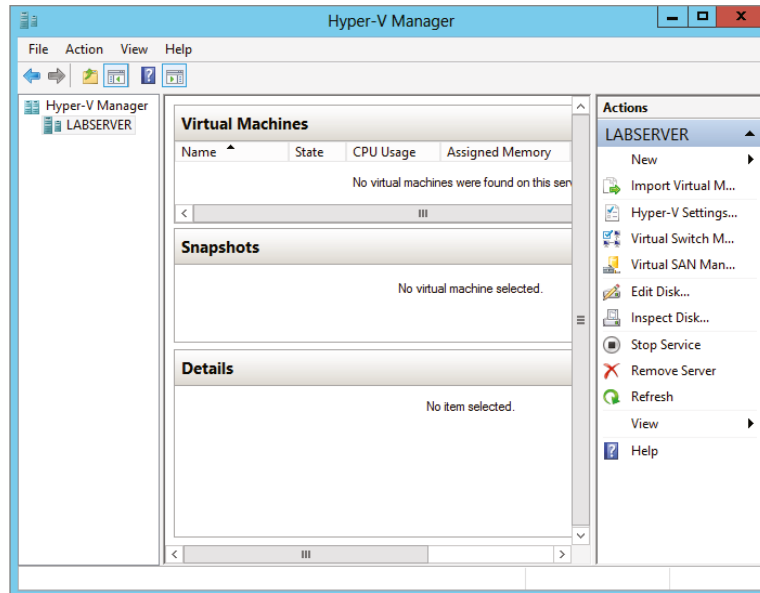 Hyper-V Manager
File Action View Help
Hyper-V Manager
LABSERVER
Virtual Machines
Name State CPU Usage Assigned Memory
No virtual machines were found on this serv
Snapshots
No virtual machine selected.
Details
No item selected.
Actions
LABSERVER
New
Import Virtual M...
Hyper-V Settings...
Virtual Switch M...
Virtual SAN Man...
Edit Disk...
Inspect Disk...
Stop Service
Remove Server
Refresh
View
Help